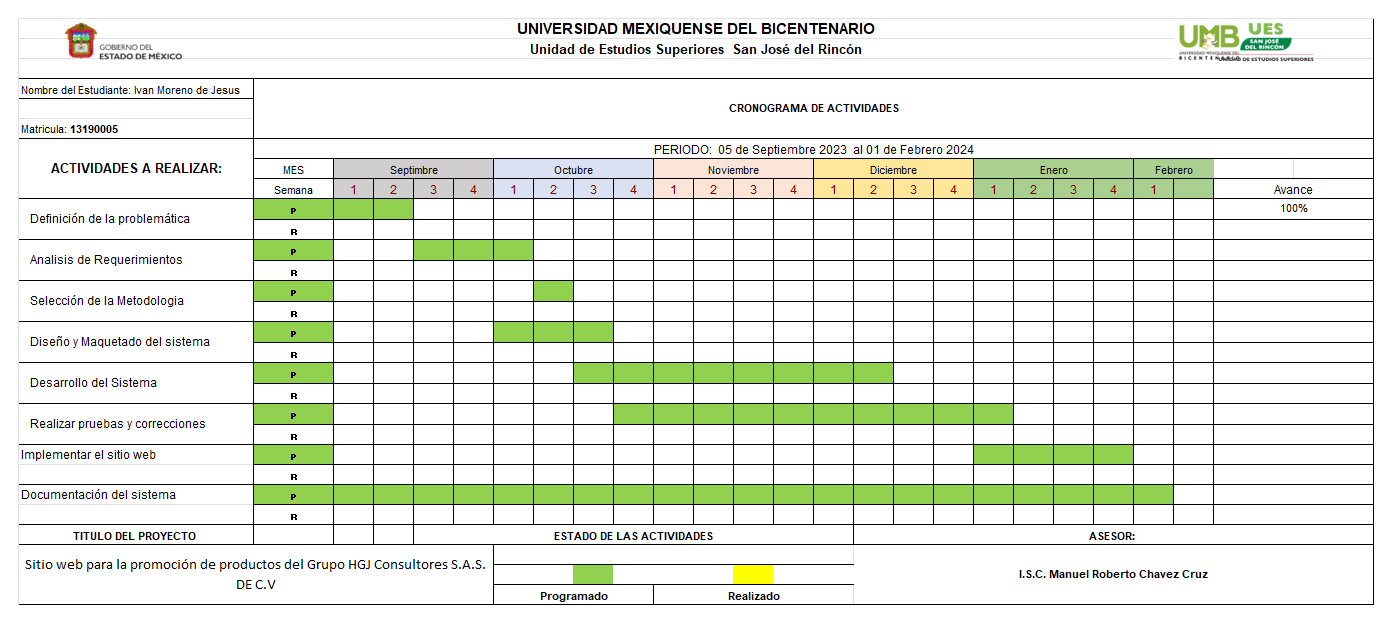 UNIVERSIDAD MEXIQUENSE DEL BICENTENARIO
Unidad de Estudios Superiores San José del Rincón
GOBIERNO DEL
ESTADO DE MÉXICO
UMB UES
SAN JOSÉ
DEL RINCÓN
UNIVERSIDAD MEXIQUENSE DEL
BICENTENARIO
UNIDAD DE ESTUDIOS SUPERIORES
Nombre del Estudiante: Ivan Moreno de Jesus
CRONOGRAMA DE ACTIVIDADES
Matricula: 13190005
PERIODO: 05 de Septiembre 2023 al 01 de Febrero 2024
ACTIVIDADES A REALIZAR:
MES Septimbre Octubre Noviembre Diciembre Enero Febrero
Semana 1 2 3 4 1 2 3 4 1 2 3 4 1 2 3 4 1 2 3 4 1 Avance
Definición de la problemática
P 100%
R
Analisis de Requerimientos
P
R
Selección de la Metodologia
P
R
Diseño y Maquetado del sistema
P
R
Desarrollo del Sistema
P
R
Realizar pruebas y correcciones
P
R
Implementar el sitio web P
R
Documentación del sistema P
R
TITULO DEL PROYECTO ESTADO DE LAS ACTIVIDADES ASESOR:
Sitio web para la promoción de productos del Grupo HGJ Consultores S.A.S.
DE C.V
I.S.C. Manuel Roberto Chavez Cruz
Programado Realizado